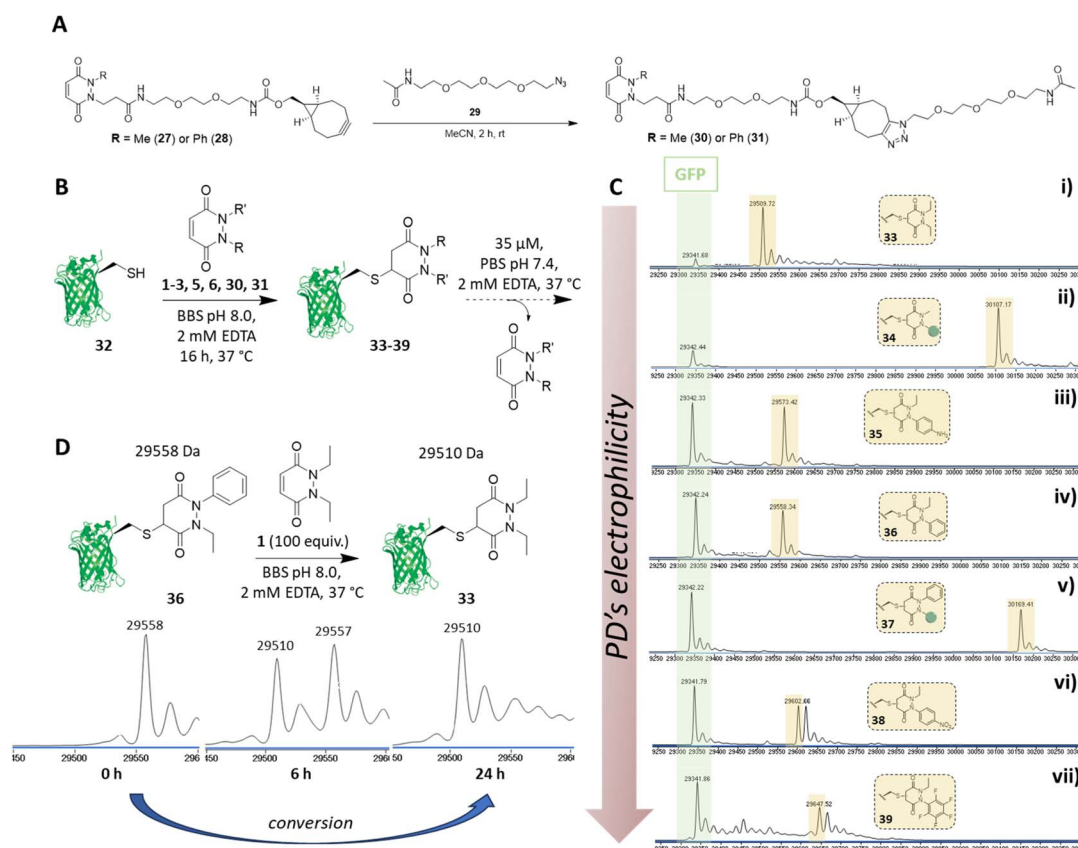 A
R = Me (27) or Ph (28)
29
MeCN, 2 h, rt
R = Me (30) or Ph (31)
B
SH
32
1-3, 5, 6, 30, 31
BBS pH 8.0,
2 mM EDTA
16 h, 37 °C
33-39
35 µM,
PBS pH 7.4,
2 mM EDTA, 37 °C
D
29558 Da
36
1 (100 equiv.)
BBS pH 8.0,
2 mM EDTA, 37 °C
29510 Da
33
29558
29510
29557
29510
0 h
6 h
24 h
conversion
PD's electrophilicity
C
GFP
i)
29341.68
29509.72
33
ii)
29342.44
30107.17
34
iii)
29342.33
29573.42
35
iv)
29342.24
29558.34
36
v)
29342.22
30169.41
37
vi)
29341.79
29602.66
38
vii)
29341.86
29647.52
39